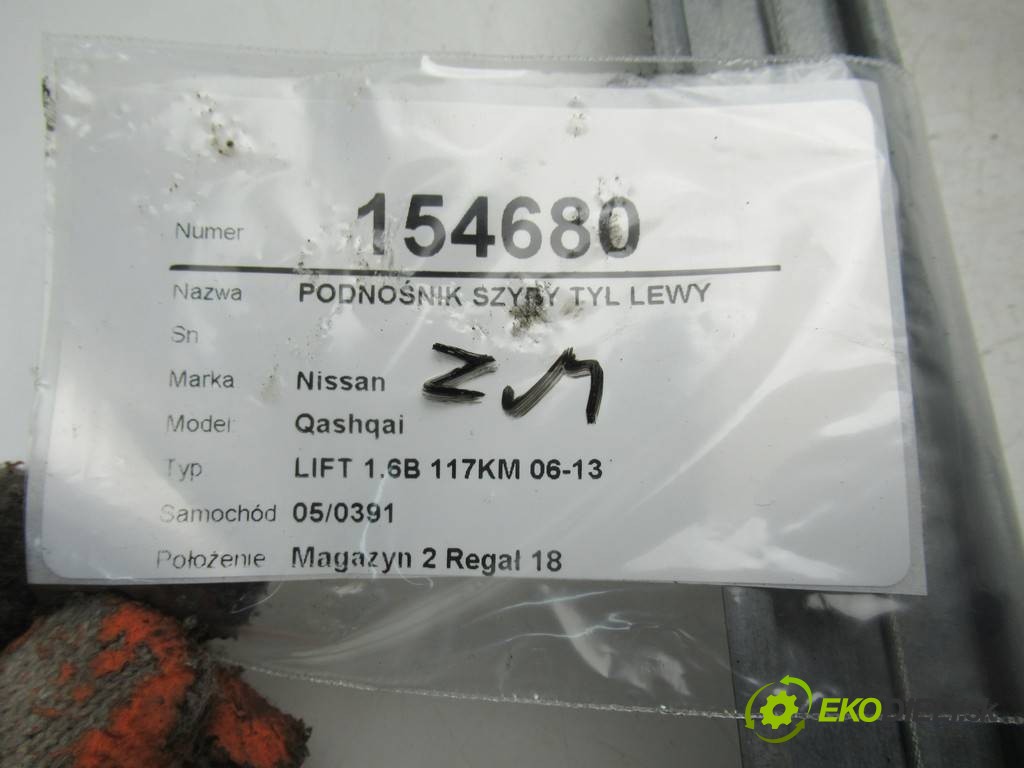 Numer 154680
Nazwa PODNOŚNIK SZYBY TYL LEWY
Sn
Marka Nissan
Model Qashqai
Typ LIFT 1.6B 117KM 06-13
Samochód 05/0391
Położenie Magazyn 2 Regał 18
EKO